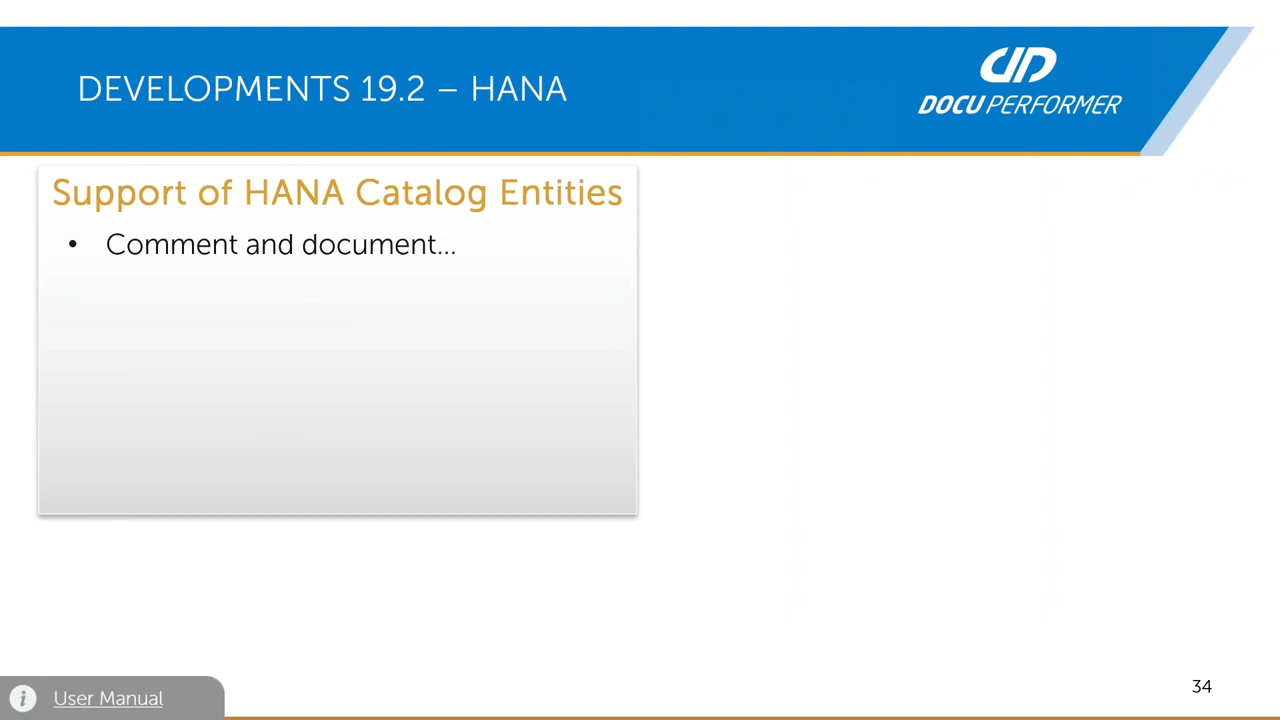 DEVELOPMENTS 19.2 – HANA
DOCU PERFORMER
Support of HANA Catalog Entities
• Comment and document...
User Manual
34